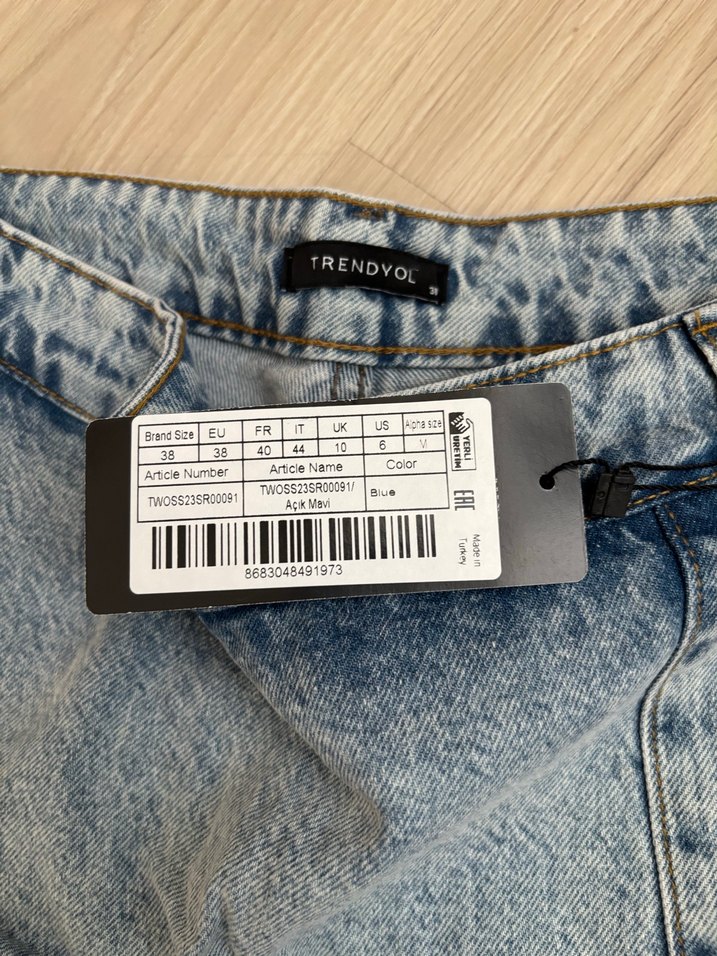 TRENDYOL
38
Brand Size EU FR IT UK US Alpha size
38 38 40 44 10 6 M
Article Number Article Name Color
TWOSS23SR00091 TWOSS23SR00091/ Blue
Açık Mavi
8683048491973
YERLİ
ÜRETİM
EAC
Made in
Turkey